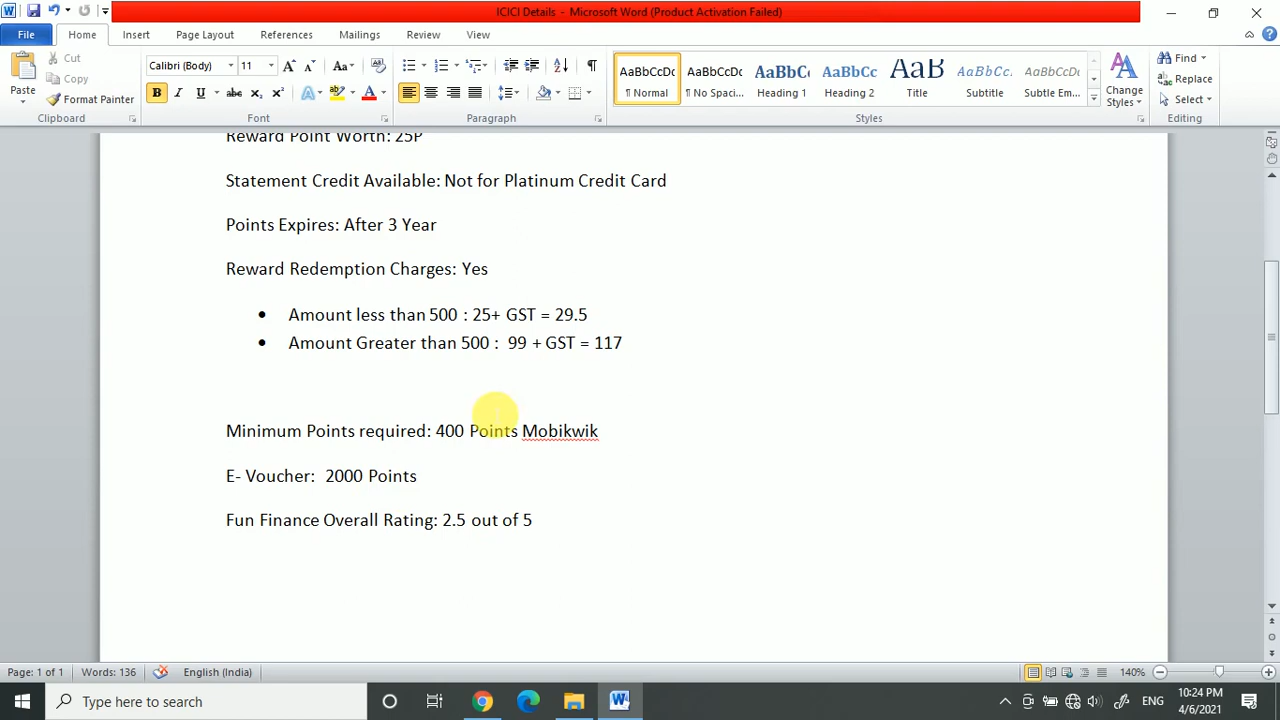 ICICI Details - Microsoft Word (Product Activation Failed)
File Home Insert Page Layout References Mailings Review View
Paste
Cut
Copy
Format Painter
Calibri (Body) 11
B I U abc x₂ x² Aa A
AaBbCcDc AaBbCcDc AaBbC AaBbCc AaB AaBbCc. AaBbCcDc
¶ Normal ¶ No Spaci... Heading 1 Heading 2 Title Subtitle Subtle Em...
Change Styles
Find
Replace
Select
Clipboard Font Paragraph Styles Editing
Reward Point Worth: 25P
Statement Credit Available: Not for Platinum Credit Card
Points Expires: After 3 Year
Reward Redemption Charges: Yes
• Amount less than 500 : 25+ GST = 29.5
• Amount Greater than 500 : 99 + GST = 117
Minimum Points required: 400 Points Mobikwik
E- Voucher: 2000 Points
Fun Finance Overall Rating: 2.5 out of 5
Page: 1 of 1 Words: 136 English (India) 140%
Type here to search
ENG
10:24 PM
4/6/2021